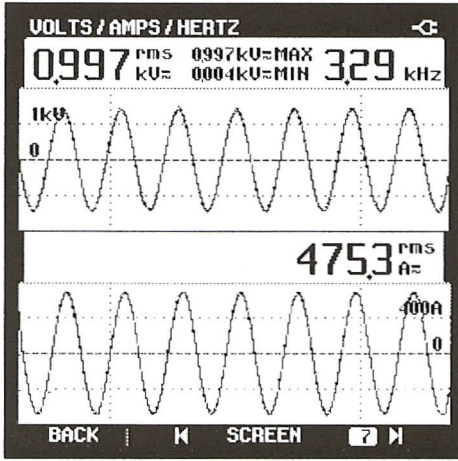 VOLTS/AMPS/HERTZ
0,997 rms kV≂ 0,997kV≂MAX 3,29 kHz
0,004kV≂MIN
1kV
0
475,3 rms A≂
400A
0
BACK SCREEN 7